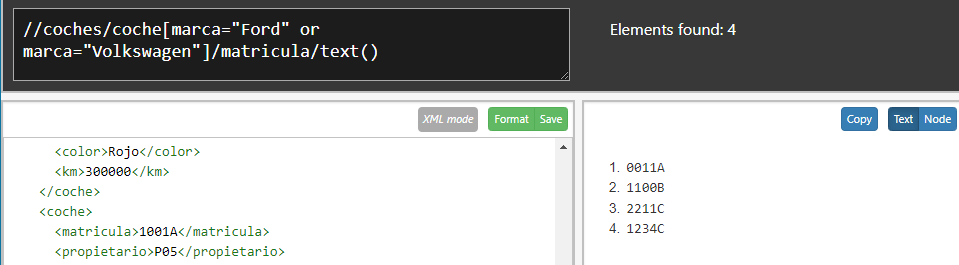 //coches/coche[marca="Ford" or
marca="Volkswagen"]/matricula/text()
Elements found: 4
XML mode
Format
Save
Copy
Text
Node
<color>Rojo</color>
<km>300000</km>
</coche>
<coche>
<matricula>1001A</matricula>
<propietario>P05</propietario>
1. 0011A
2. 1100B
3. 2211C
4. 1234C